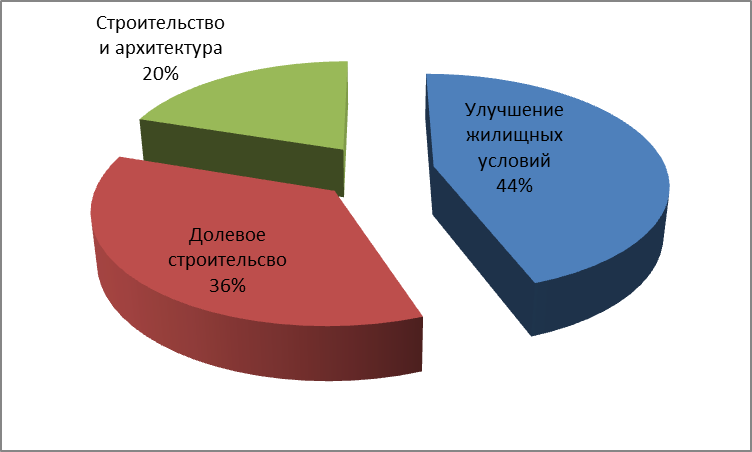 Строительство
и архитектура
20%
Улучшение
жилищных
условий
44%
Долевое
строительсво
36%